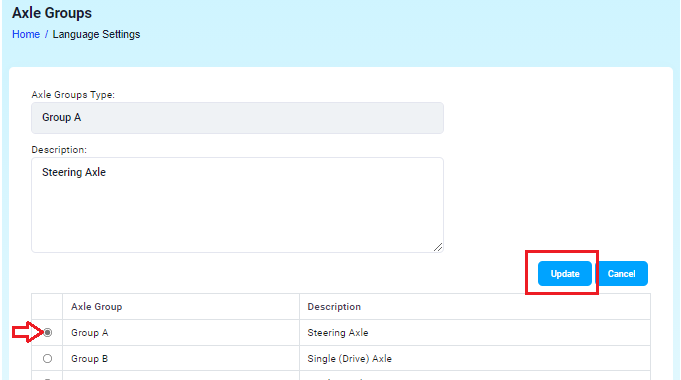 Axle Groups
Home / Language Settings
Axle Groups Type:
Group A
Description:
Steering Axle
Update Cancel
Axle Group Description
Group A Steering Axle
Group B Single (Drive) Axle